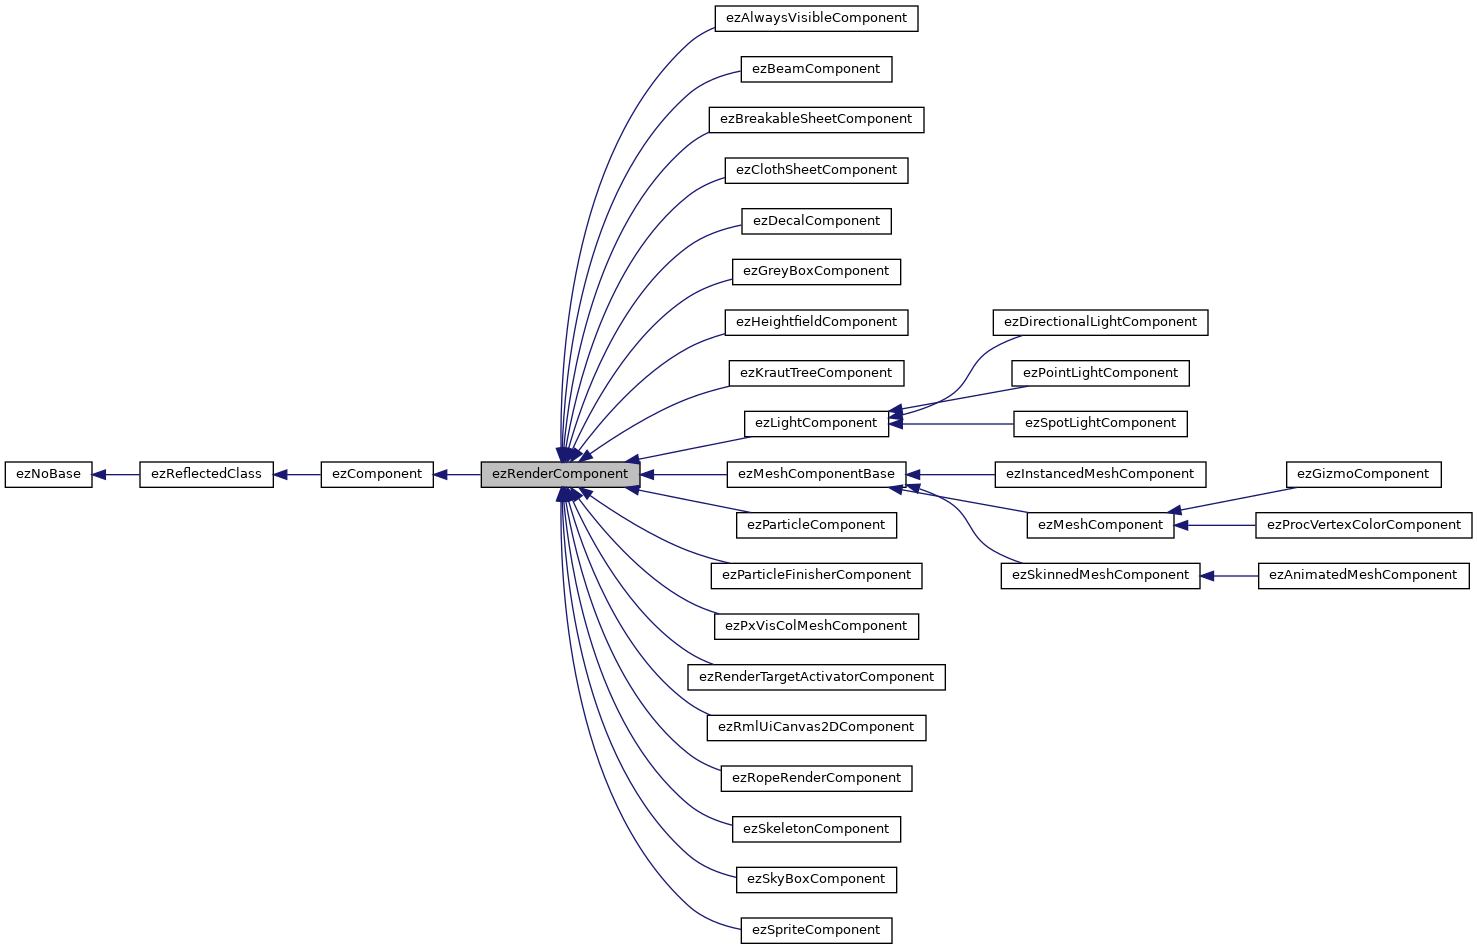 ezAlwaysVisibleComponent
ezBeamComponent
ezBreakableSheetComponent
ezClothSheetComponent
ezDecalComponent
ezGreyBoxComponent
ezHeightfieldComponent
ezDirectionalLightComponent
ezKrautTreeComponent
ezPointLightComponent
ezLightComponent
ezSpotLightComponent
ezNoBase
ezReflectedClass
ezComponent
ezRenderComponent
ezMeshComponentBase
ezInstancedMeshComponent
ezGizmoComponent
ezParticleComponent
ezMeshComponent
ezProcVertexColorComponent
ezParticleFinisherComponent
ezSkinnedMeshComponent
ezAnimatedMeshComponent
ezPxVisColMeshComponent
ezRenderTargetActivatorComponent
ezRmlUiCanvas2DComponent
ezRopeRenderComponent
ezSkeletonComponent
ezSkyBoxComponent
ezSpriteComponent